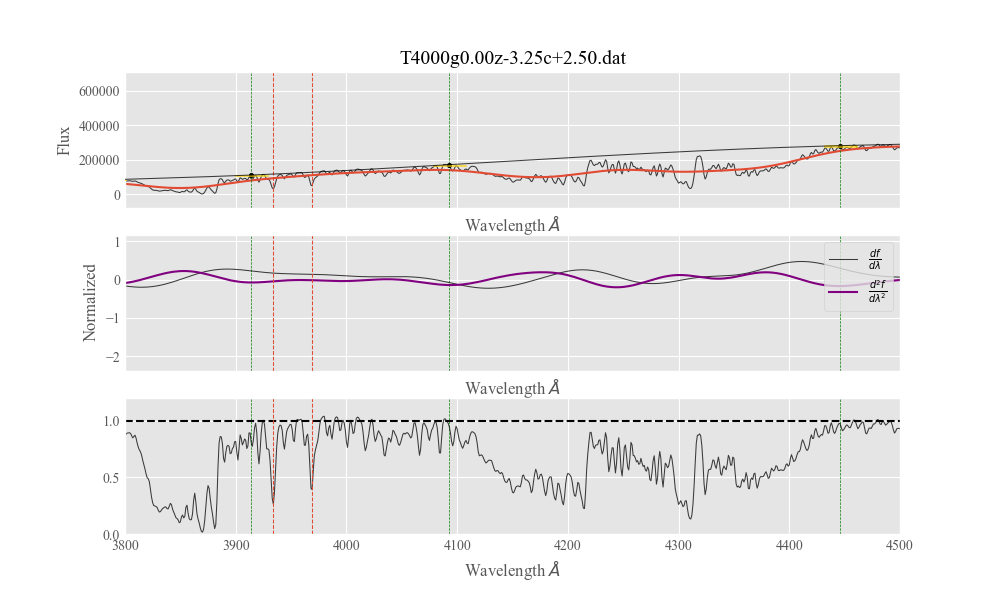 T4000g0.00z-3.25c+2.50.dat
600000
400000
200000
0
Flux
Wavelength Å
1
0
−1
−2
Normalized
df/dλ
d²f/dλ²
Wavelength Å
1.0
0.5
0.0
3800 3900 4000 4100 4200 4300 4400 4500
Wavelength Å